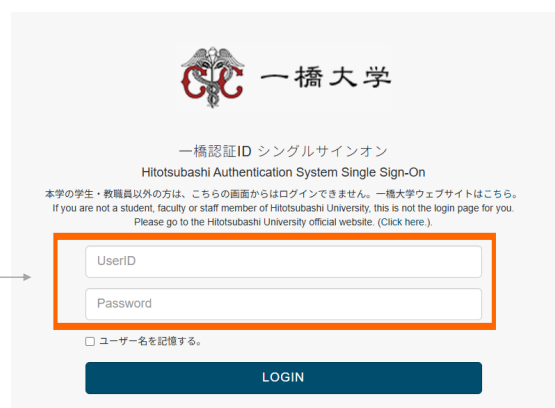 一橋大学
一橋認証ID シングルサインオン
Hitotsubashi Authentication System Single Sign-On
本学の学生・教職員以外の方は、こちらの画面からはログインできません。一橋大学ウェブサイトはこちら。
If you are not a student, faculty or staff member of Hitotsubashi University, this is not the login page for you.
Please go to the Hitotsubashi University official website. (Click here.).
UserID
Password
ユーザー名を記憶する。
LOGIN